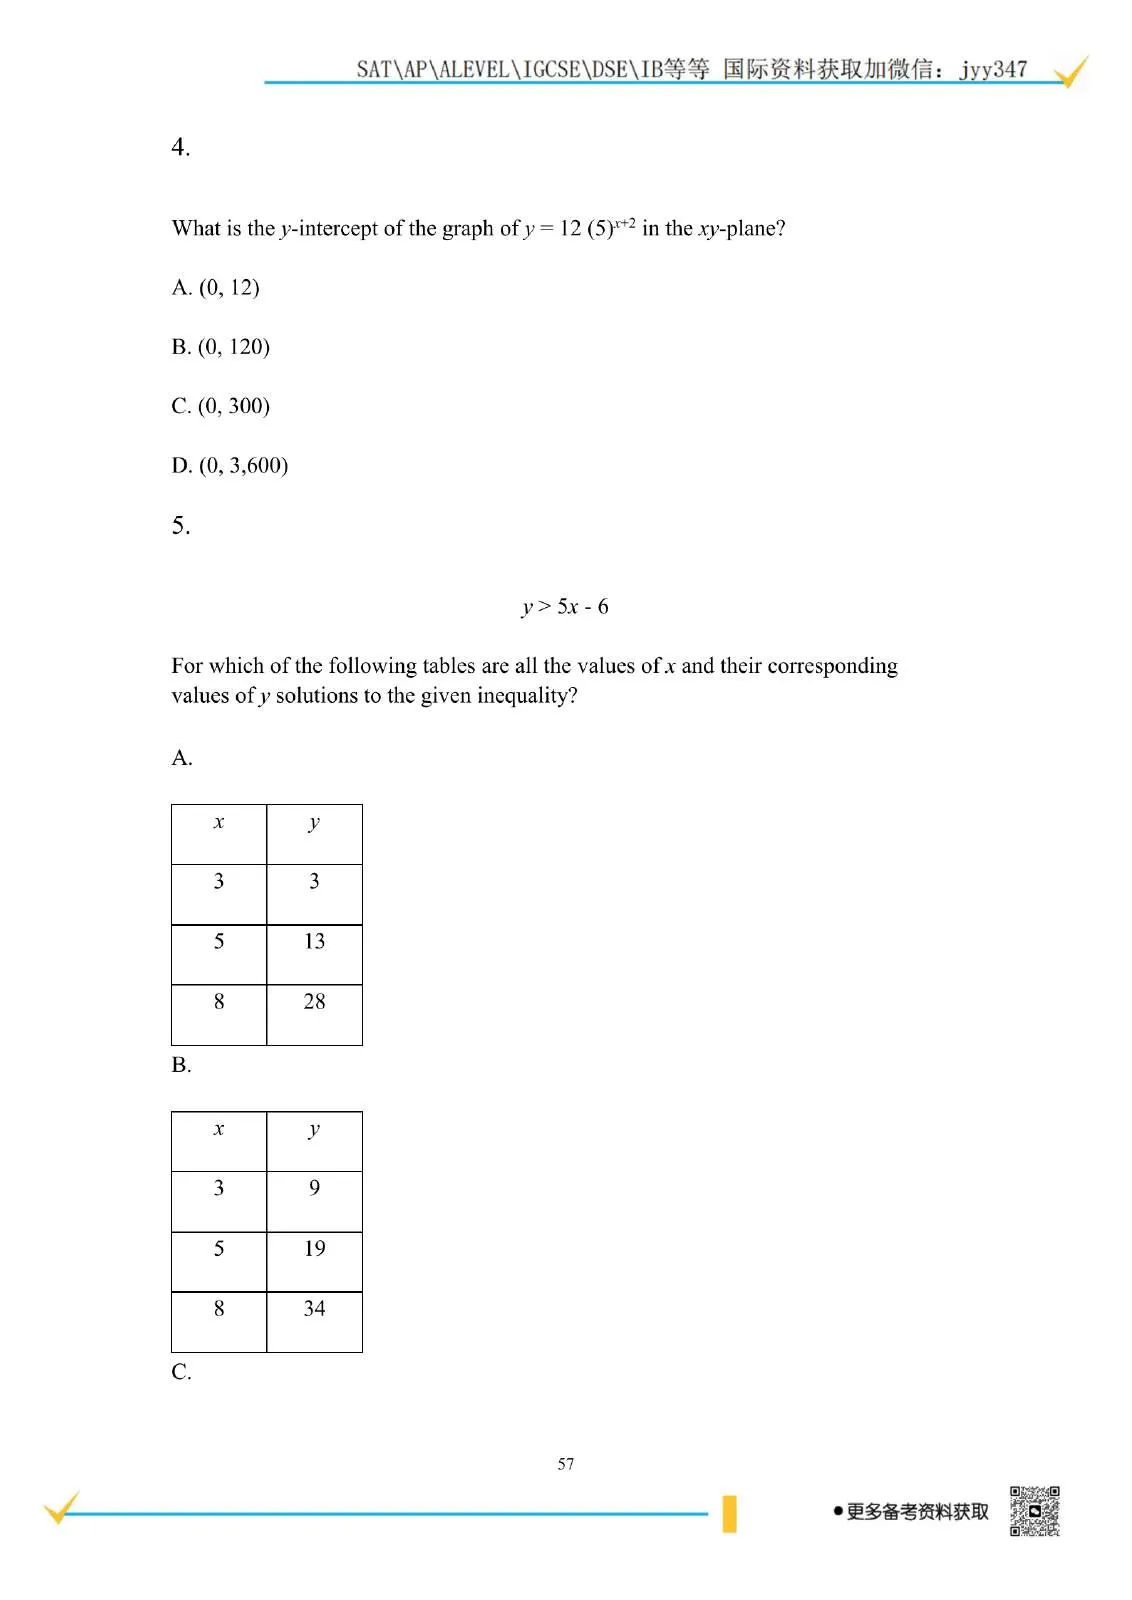 SAT\AP\ALEVEL\IGCSE\DSE\IB等等 国际资料获取加微信：jyy347
4.
What is the y-intercept of the graph of y = 12 (5)^{x+2} in the xy-plane?
A. (0, 12)
B. (0, 120)
C. (0, 300)
D. (0, 3,600)
5.
y > 5x - 6
For which of the following tables are all the values of x and their corresponding
values of y solutions to the given inequality?
A.
x y
3 3
5 13
8 28
B.
x y
3 9
5 19
8 34
C.
57
●更多备考资料获取